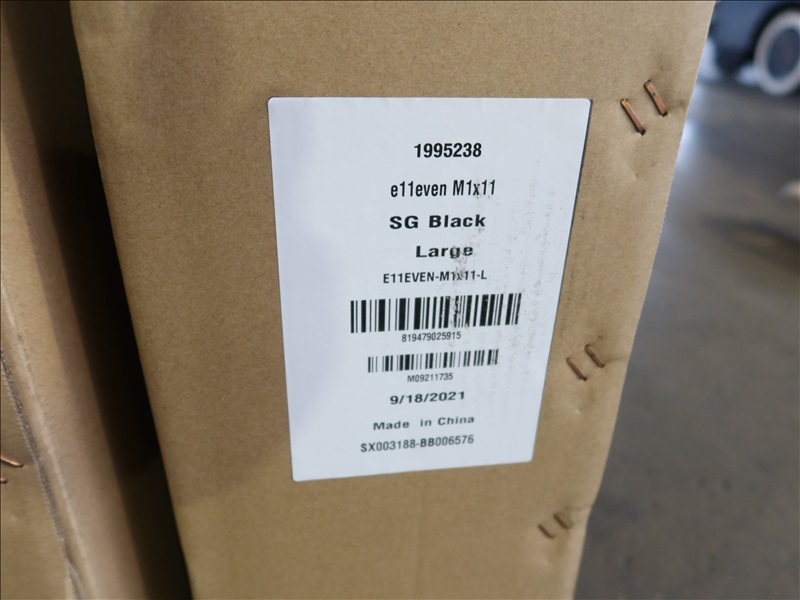 1995238
e11even M1x11
SG Black
Large
E11EVEN-M1x11-L
819479025915
M09211735
9/18/2021
Made in China
SX003188-BB006576